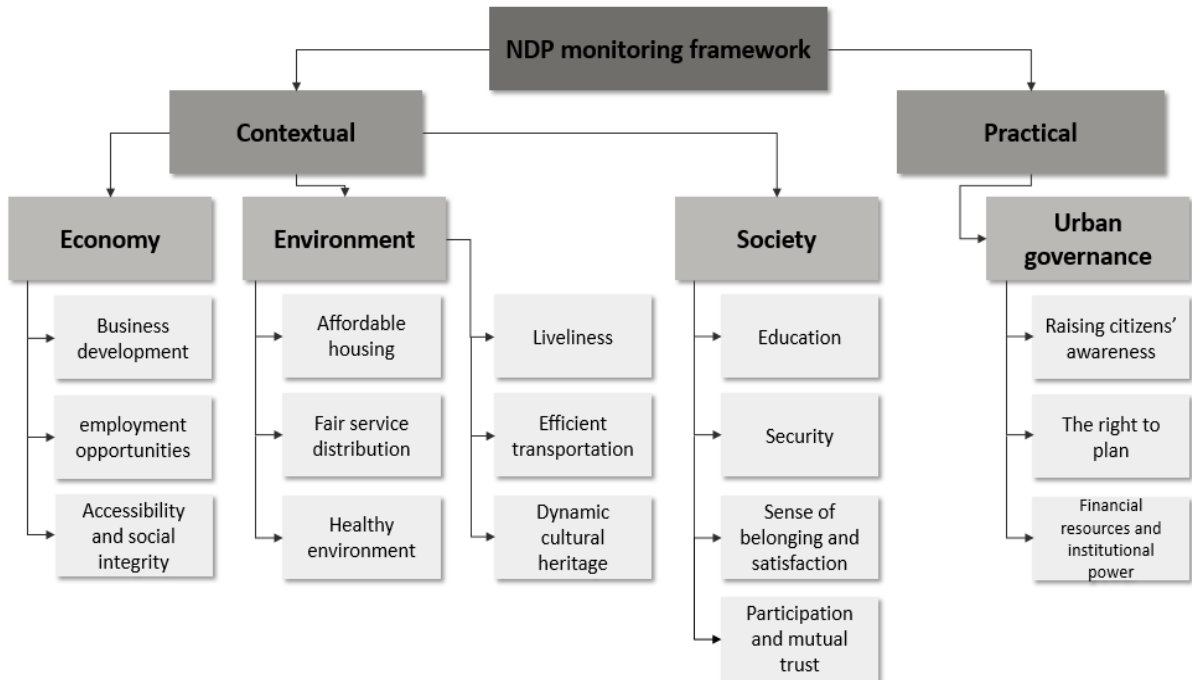 NDP monitoring framework
Contextual
Practical
Economy
Environment
Society
Urban
governance
Business
development
employment
opportunities
Accessibility
and social
integrity
Affordable
housing
Fair service
distribution
Healthy
environment
Liveliness
Efficient
transportation
Dynamic
cultural
heritage
Education
Security
Sense of
belonging and
satisfaction
Participation
and mutual
trust
Raising citizens’
awareness
The right to
plan
Financial
resources and
institutional
power